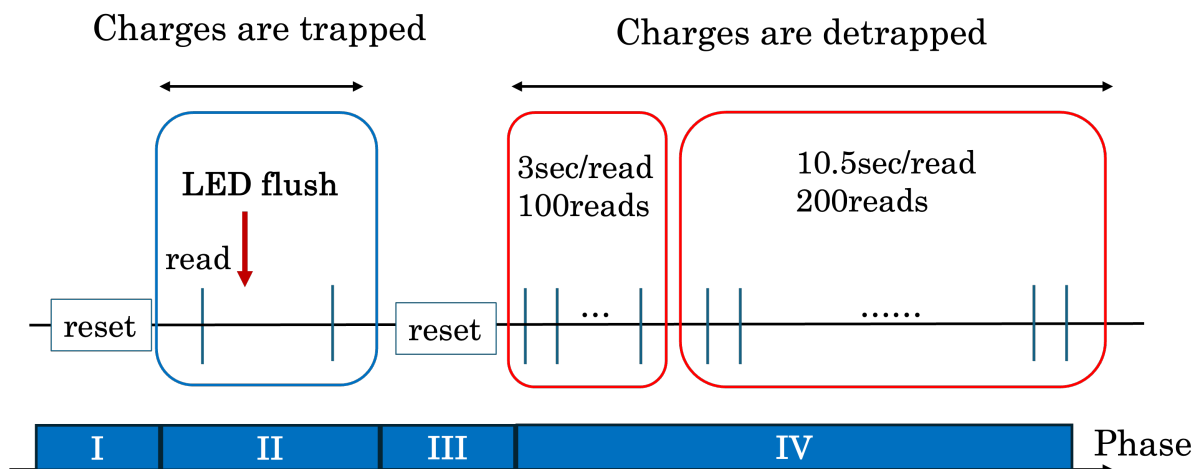 Charges are trapped
Charges are detrapped
LED flush
read
3sec/read
100reads
10.5sec/read
200reads
reset
reset
...
......
I
II
III
IV
Phase